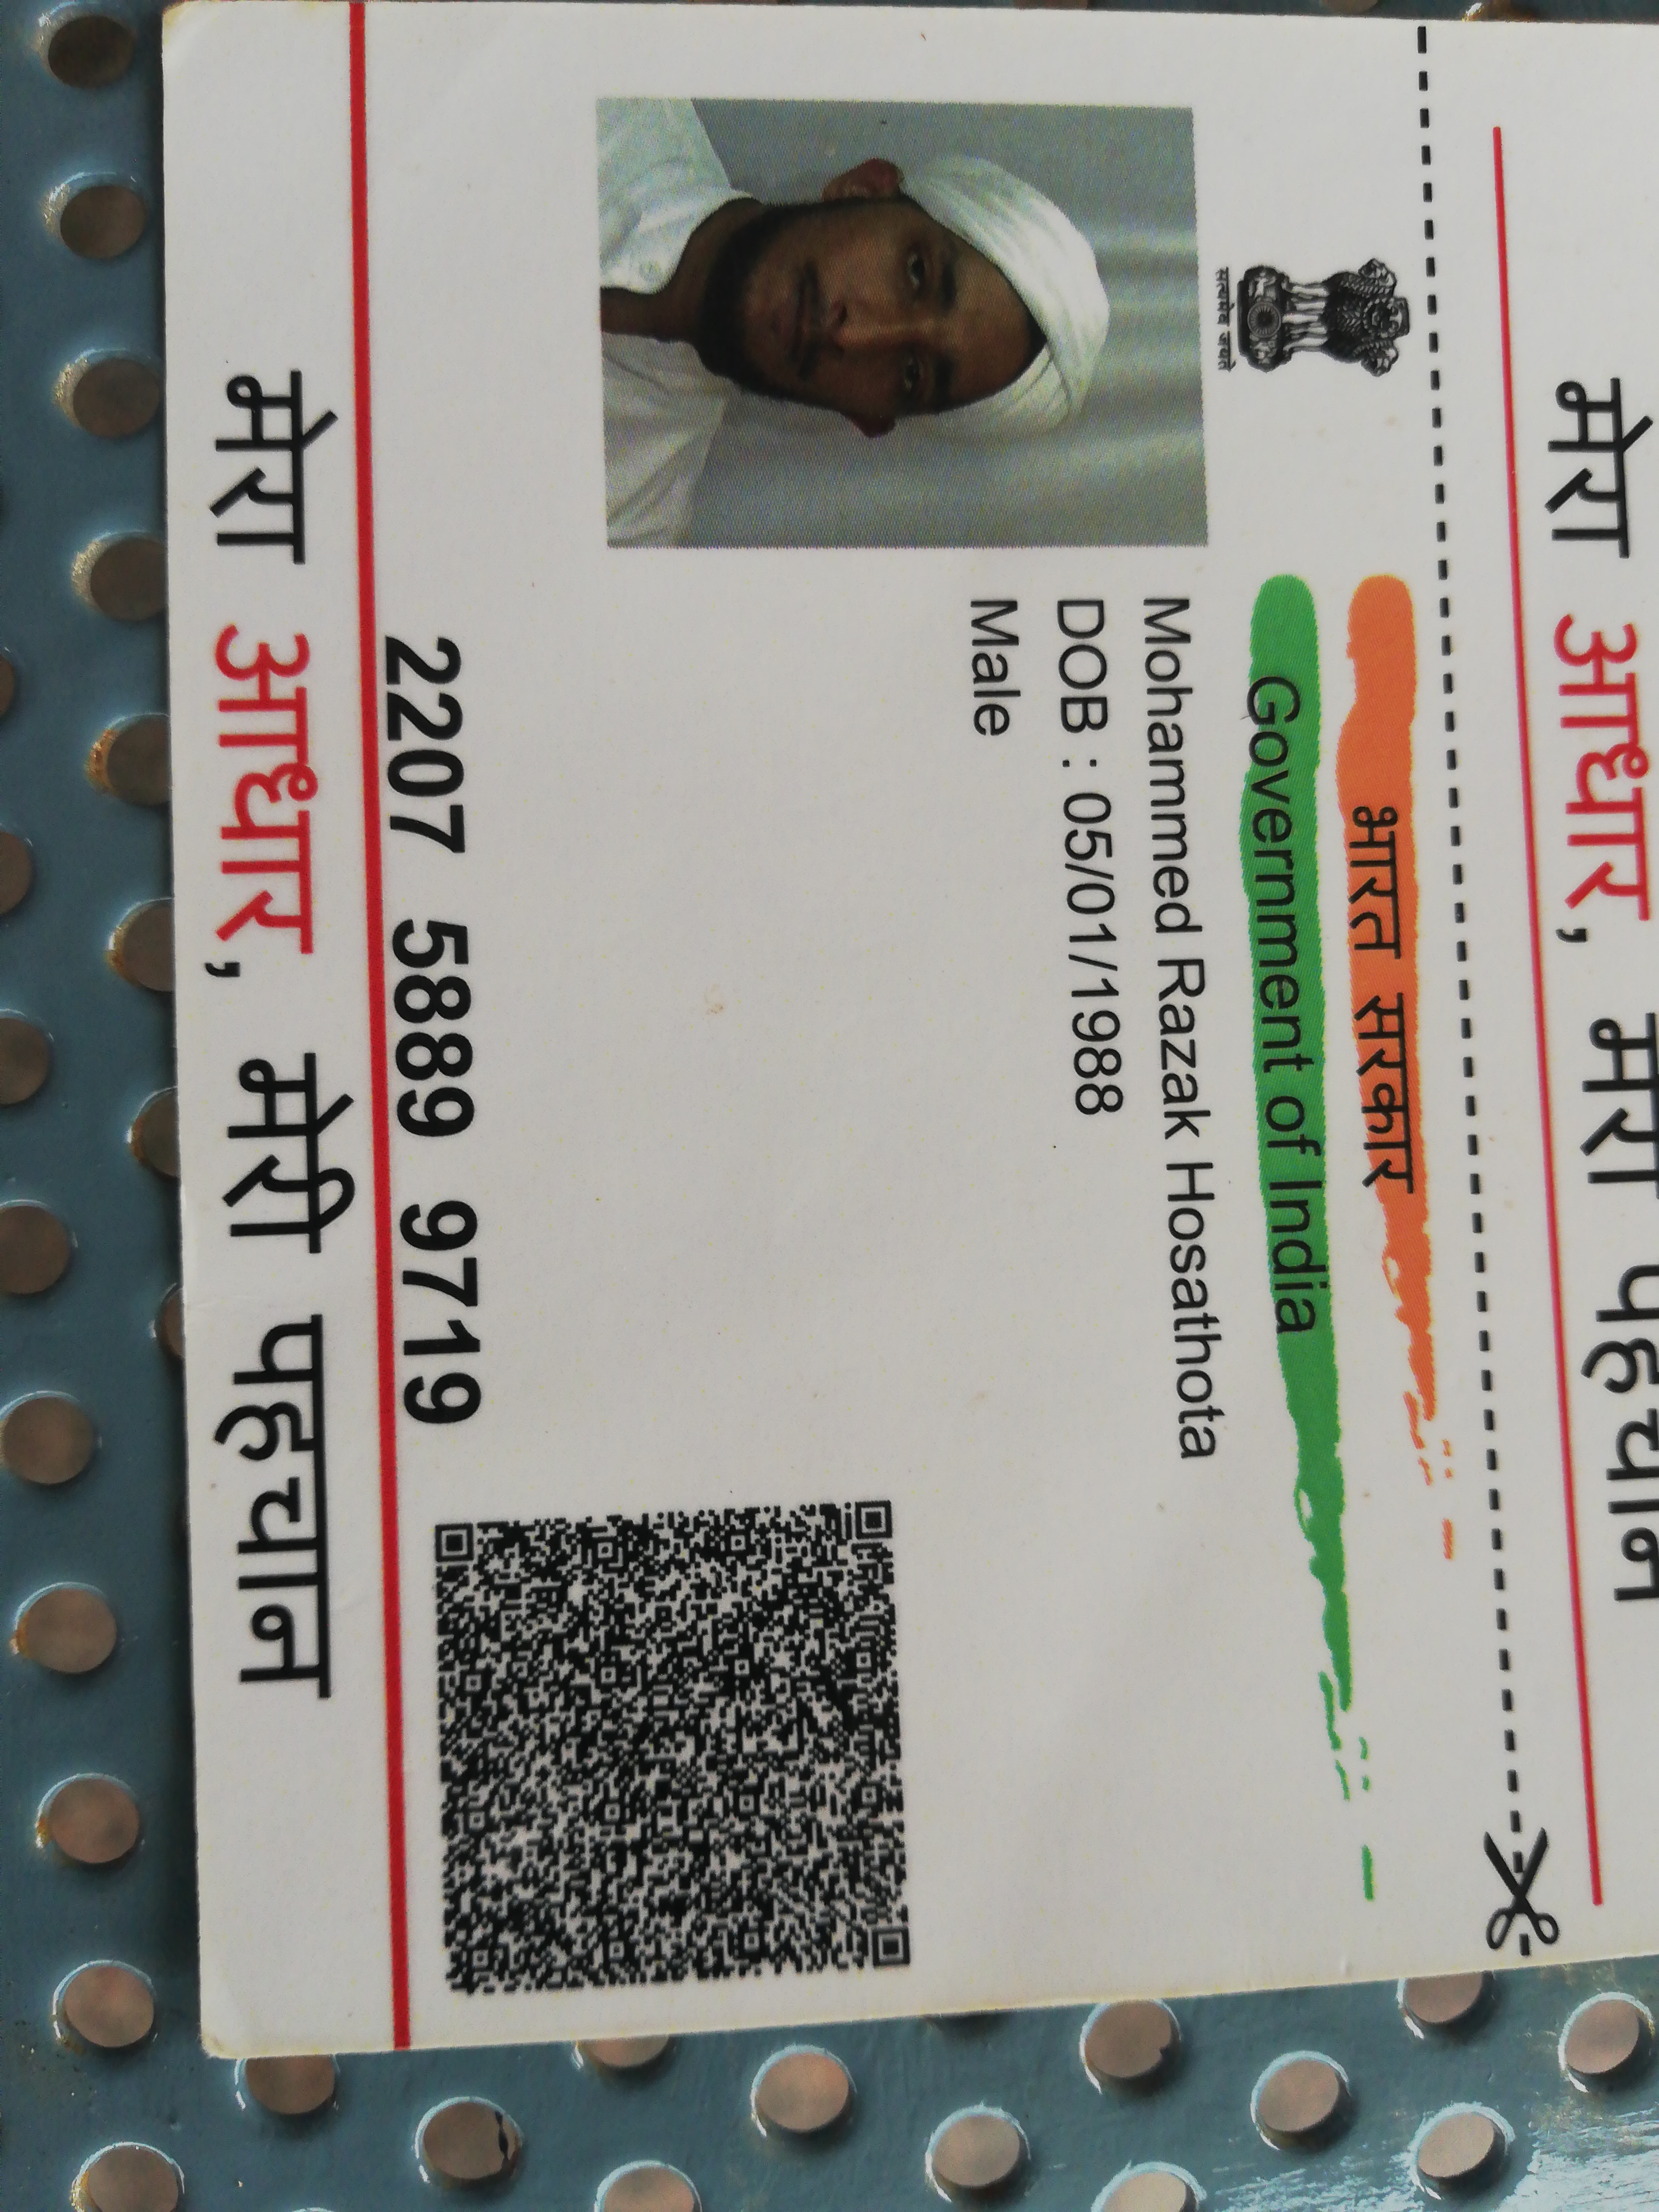 मेरा आधार, मेरी पहचान
सत्यमेव जयते
भारत सरकार
Government of India
Mohammed Razak Hosathota
DOB : 05/01/1988
Male
2207 5889 9719
मेरा आधार, मेरी पहचान